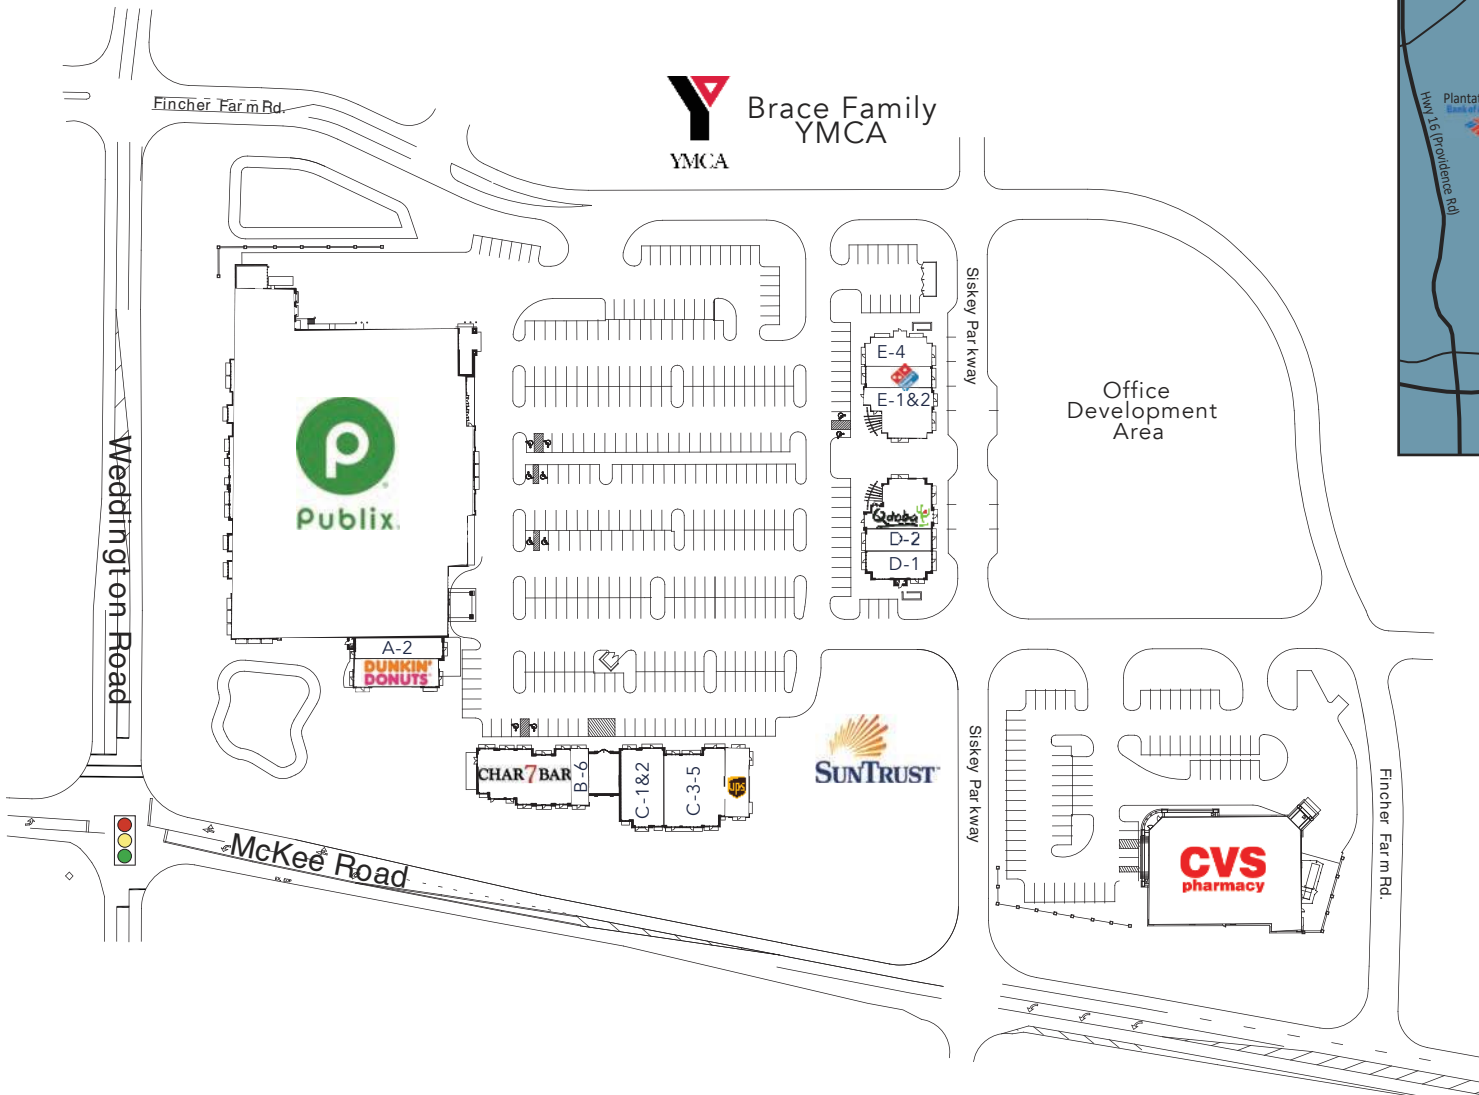 Fincher Farm Rd.
YMCA
Brace Family
YMCA
Hwy 16 (Providence Rd)
Siskey Parkway
E-4
E-1&2
Office
Development
Area
Weddington Road
Publix.
Qdoba
D-2
D-1
A-2
DUNKIN'
DONUTS
CHAR7BAR
B-6
C-1&2
C-3-5
ups
SUNTRUST
Siskey Parkway
Fincher Farm Rd.
McKee Road
CVS
pharmacy